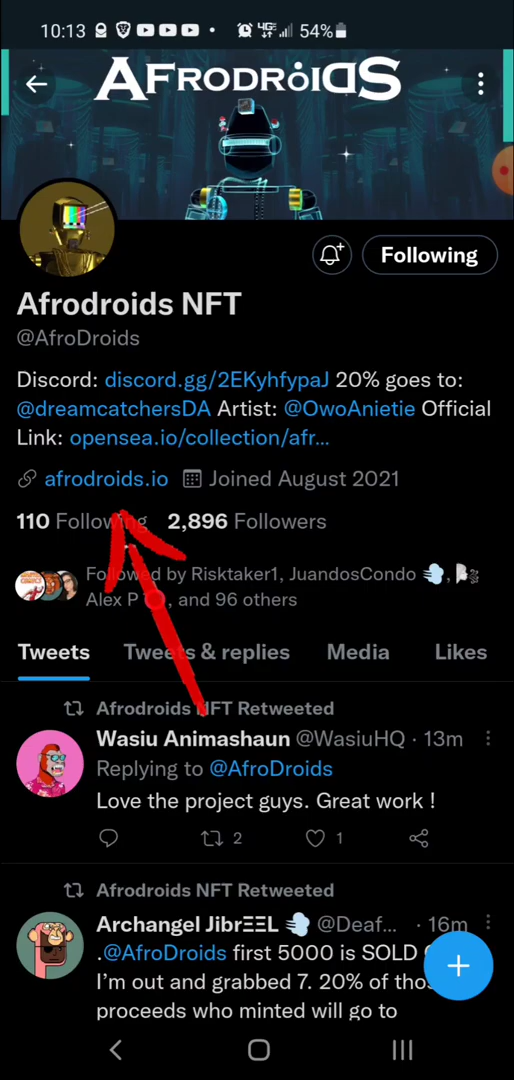 10:13 4G 54%
AFRODROIDS
Following
Afrodroids NFT
@AfroDroids
Discord: discord.gg/2EKyhfypaJ 20% goes to:
@dreamcatchersDA Artist: @OwoAnietie Official
Link: opensea.io/collection/afr...
afrodroids.io Joined August 2021
110 Following 2,896 Followers
Followed by Risktaker1, JuandosCondo 💨, 🌬
Alex P , and 96 others
Tweets Tweets & replies Media Likes
Afrodroids NFT Retweeted
Wasiu Animashaun @WasiuHQ · 13m
Replying to @AfroDroids
Love the project guys. Great work !
2 1
Afrodroids NFT Retweeted
Archangel JibrΞΞL 💨 @Deaf... · 16m
.@AfroDroids first 5000 is SOLD
I'm out and grabbed 7. 20% of
proceeds who minted will go to